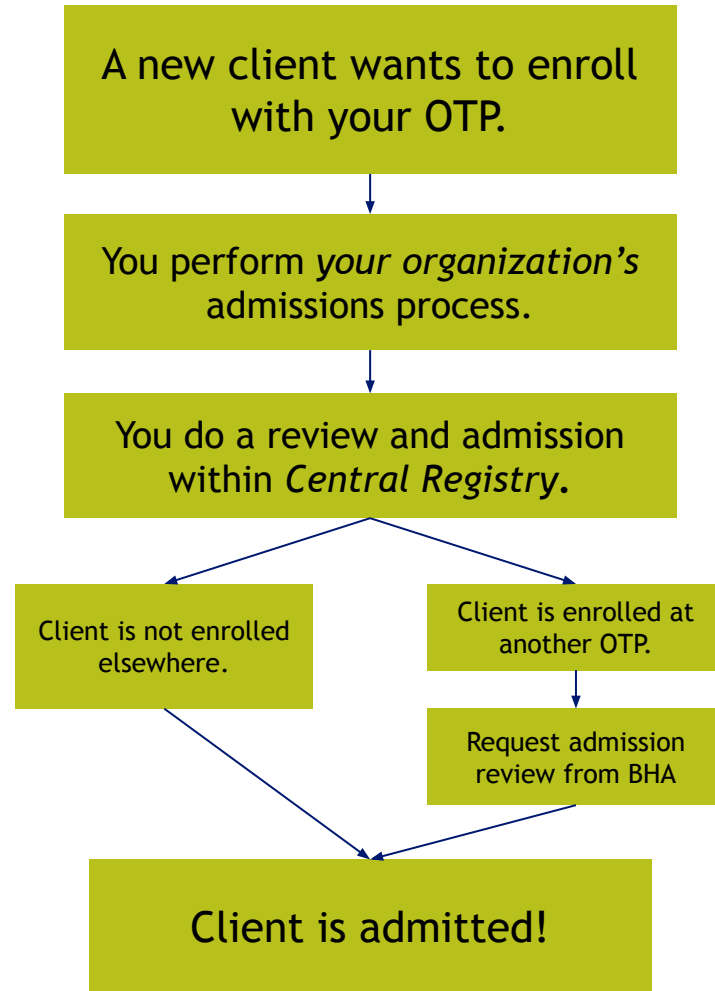 A new client wants to enroll
with your OTP.
You perform your organization’s
admissions process.
You do a review and admission
within Central Registry.
Client is not enrolled
elsewhere.
Client is enrolled at
another OTP.
Request admission
review from BHA
Client is admitted!